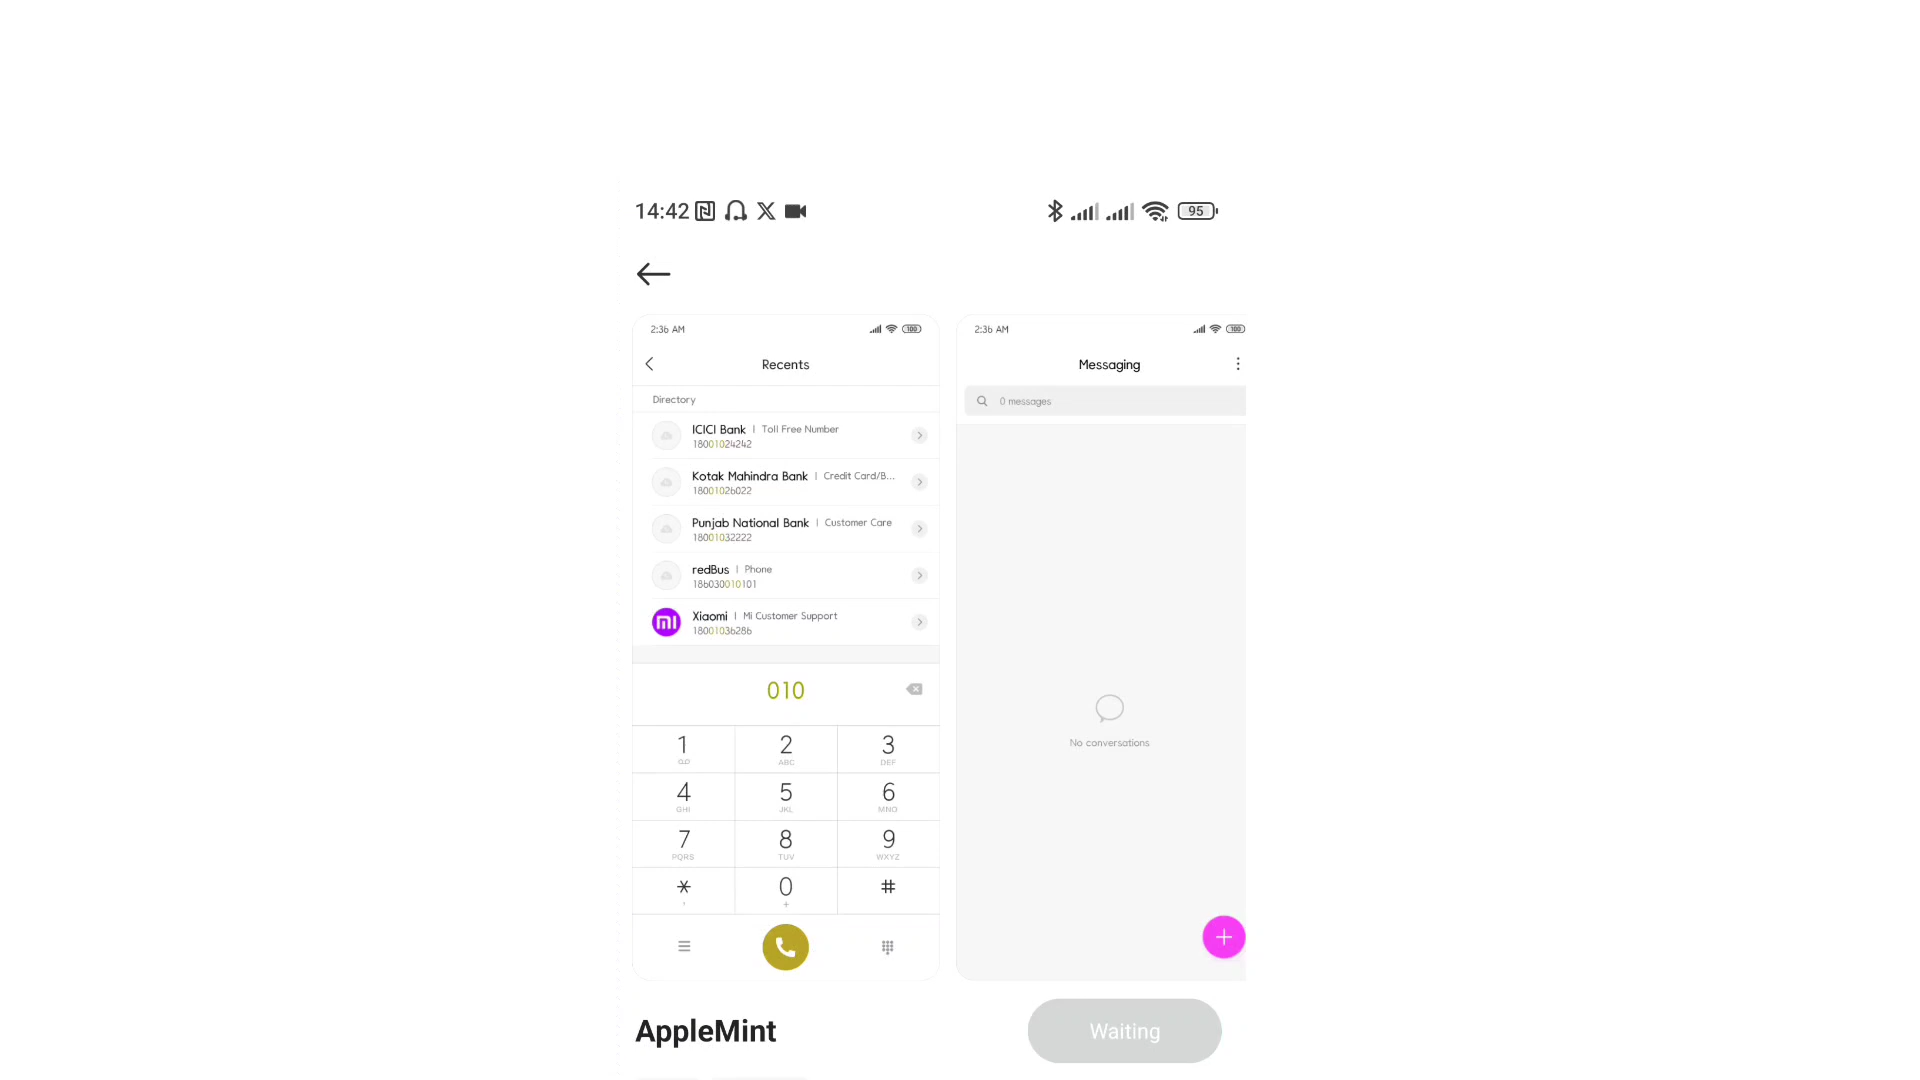 14:42
95
2:36 AM
100
Recents
Directory
ICICI Bank | Toll Free Number
18001024242
Kotak Mahindra Bank | Credit Card/B...
18001026022
Punjab National Bank | Customer Care
18001032222
redBus | Phone
186030010101
Xiaomi | Mi Customer Support
18001036286
010
1
2 ABC
3 DEF
4 GHI
5 JKL
6 MNO
7 PQRS
8 TUV
9 WXYZ
* ,
0 +
#
2:36 AM
100
Messaging
0 messages
No conversations
AppleMint
Waiting